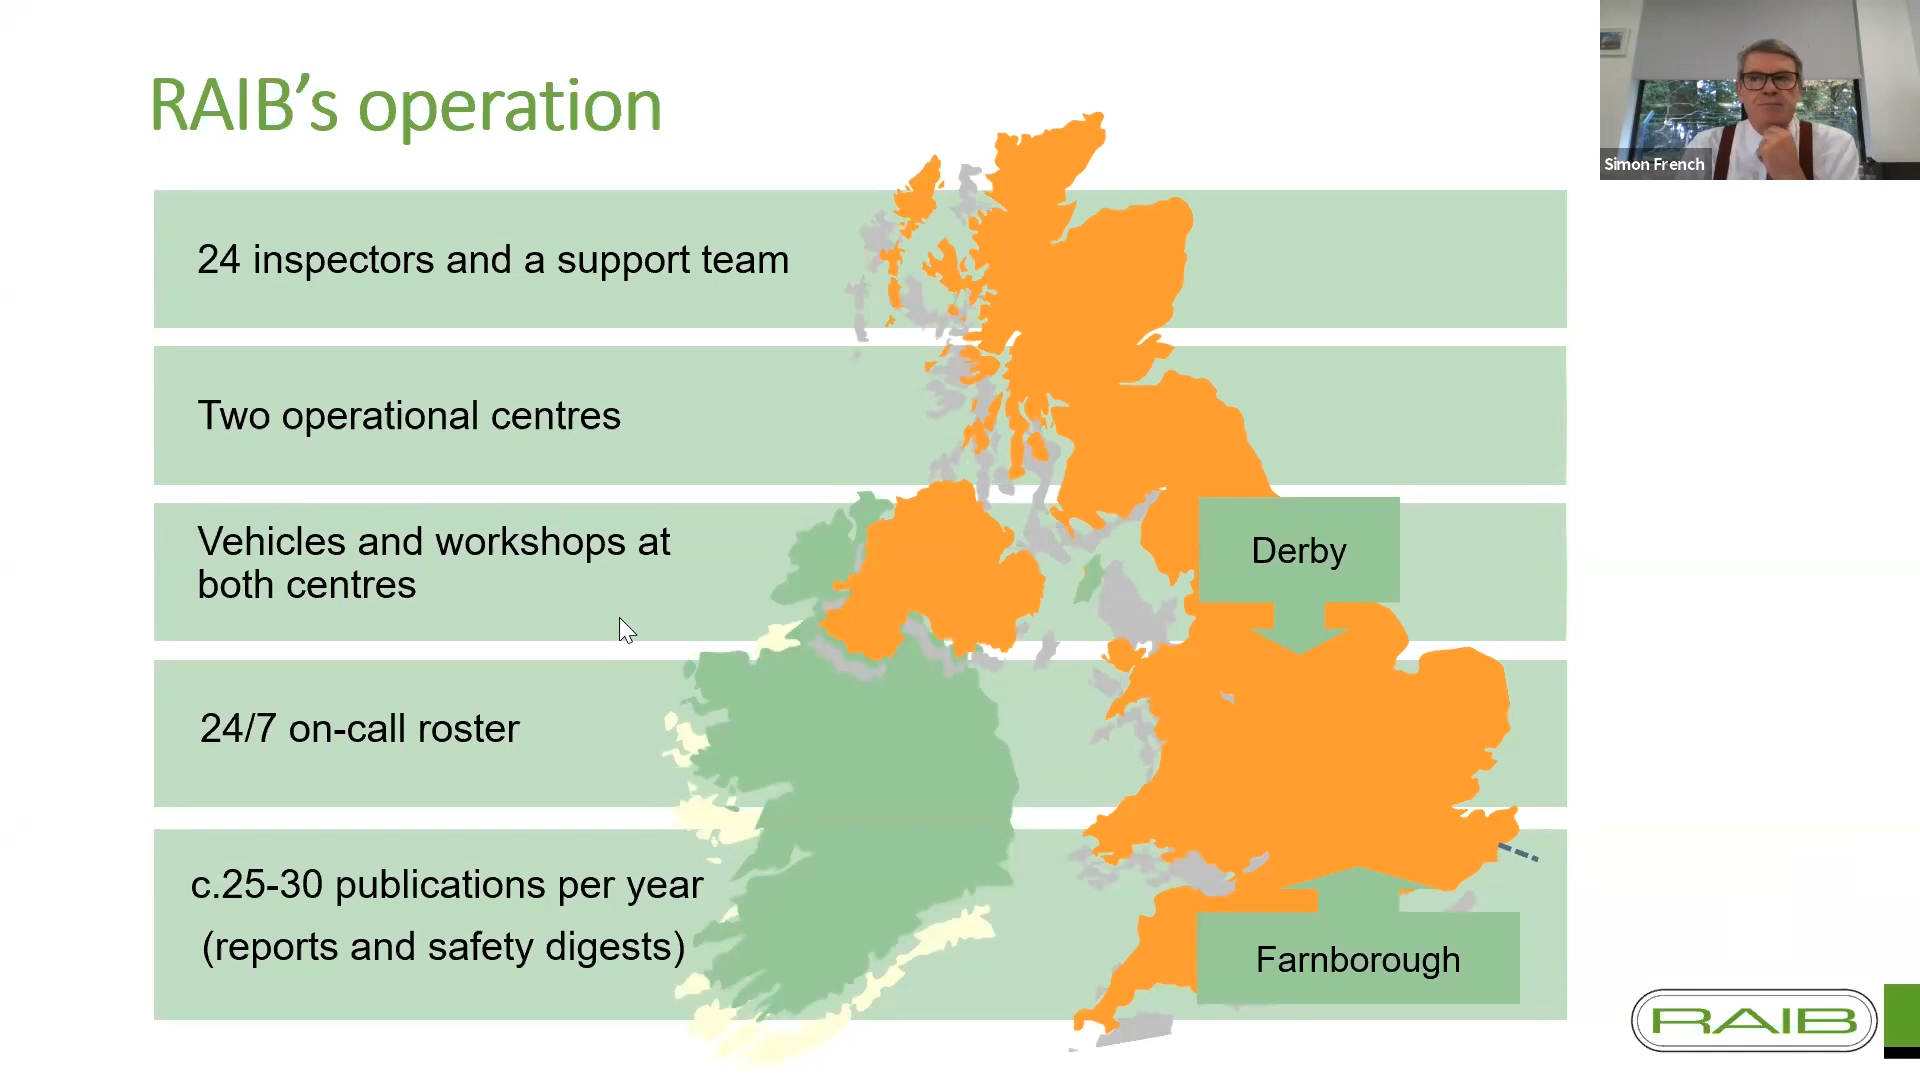 RAIB’s operation
Simon French
24 inspectors and a support team
Two operational centres
Vehicles and workshops at
both centres
Derby
24/7 on-call roster
c.25-30 publications per year
(reports and safety digests)
Farnborough
RAIB